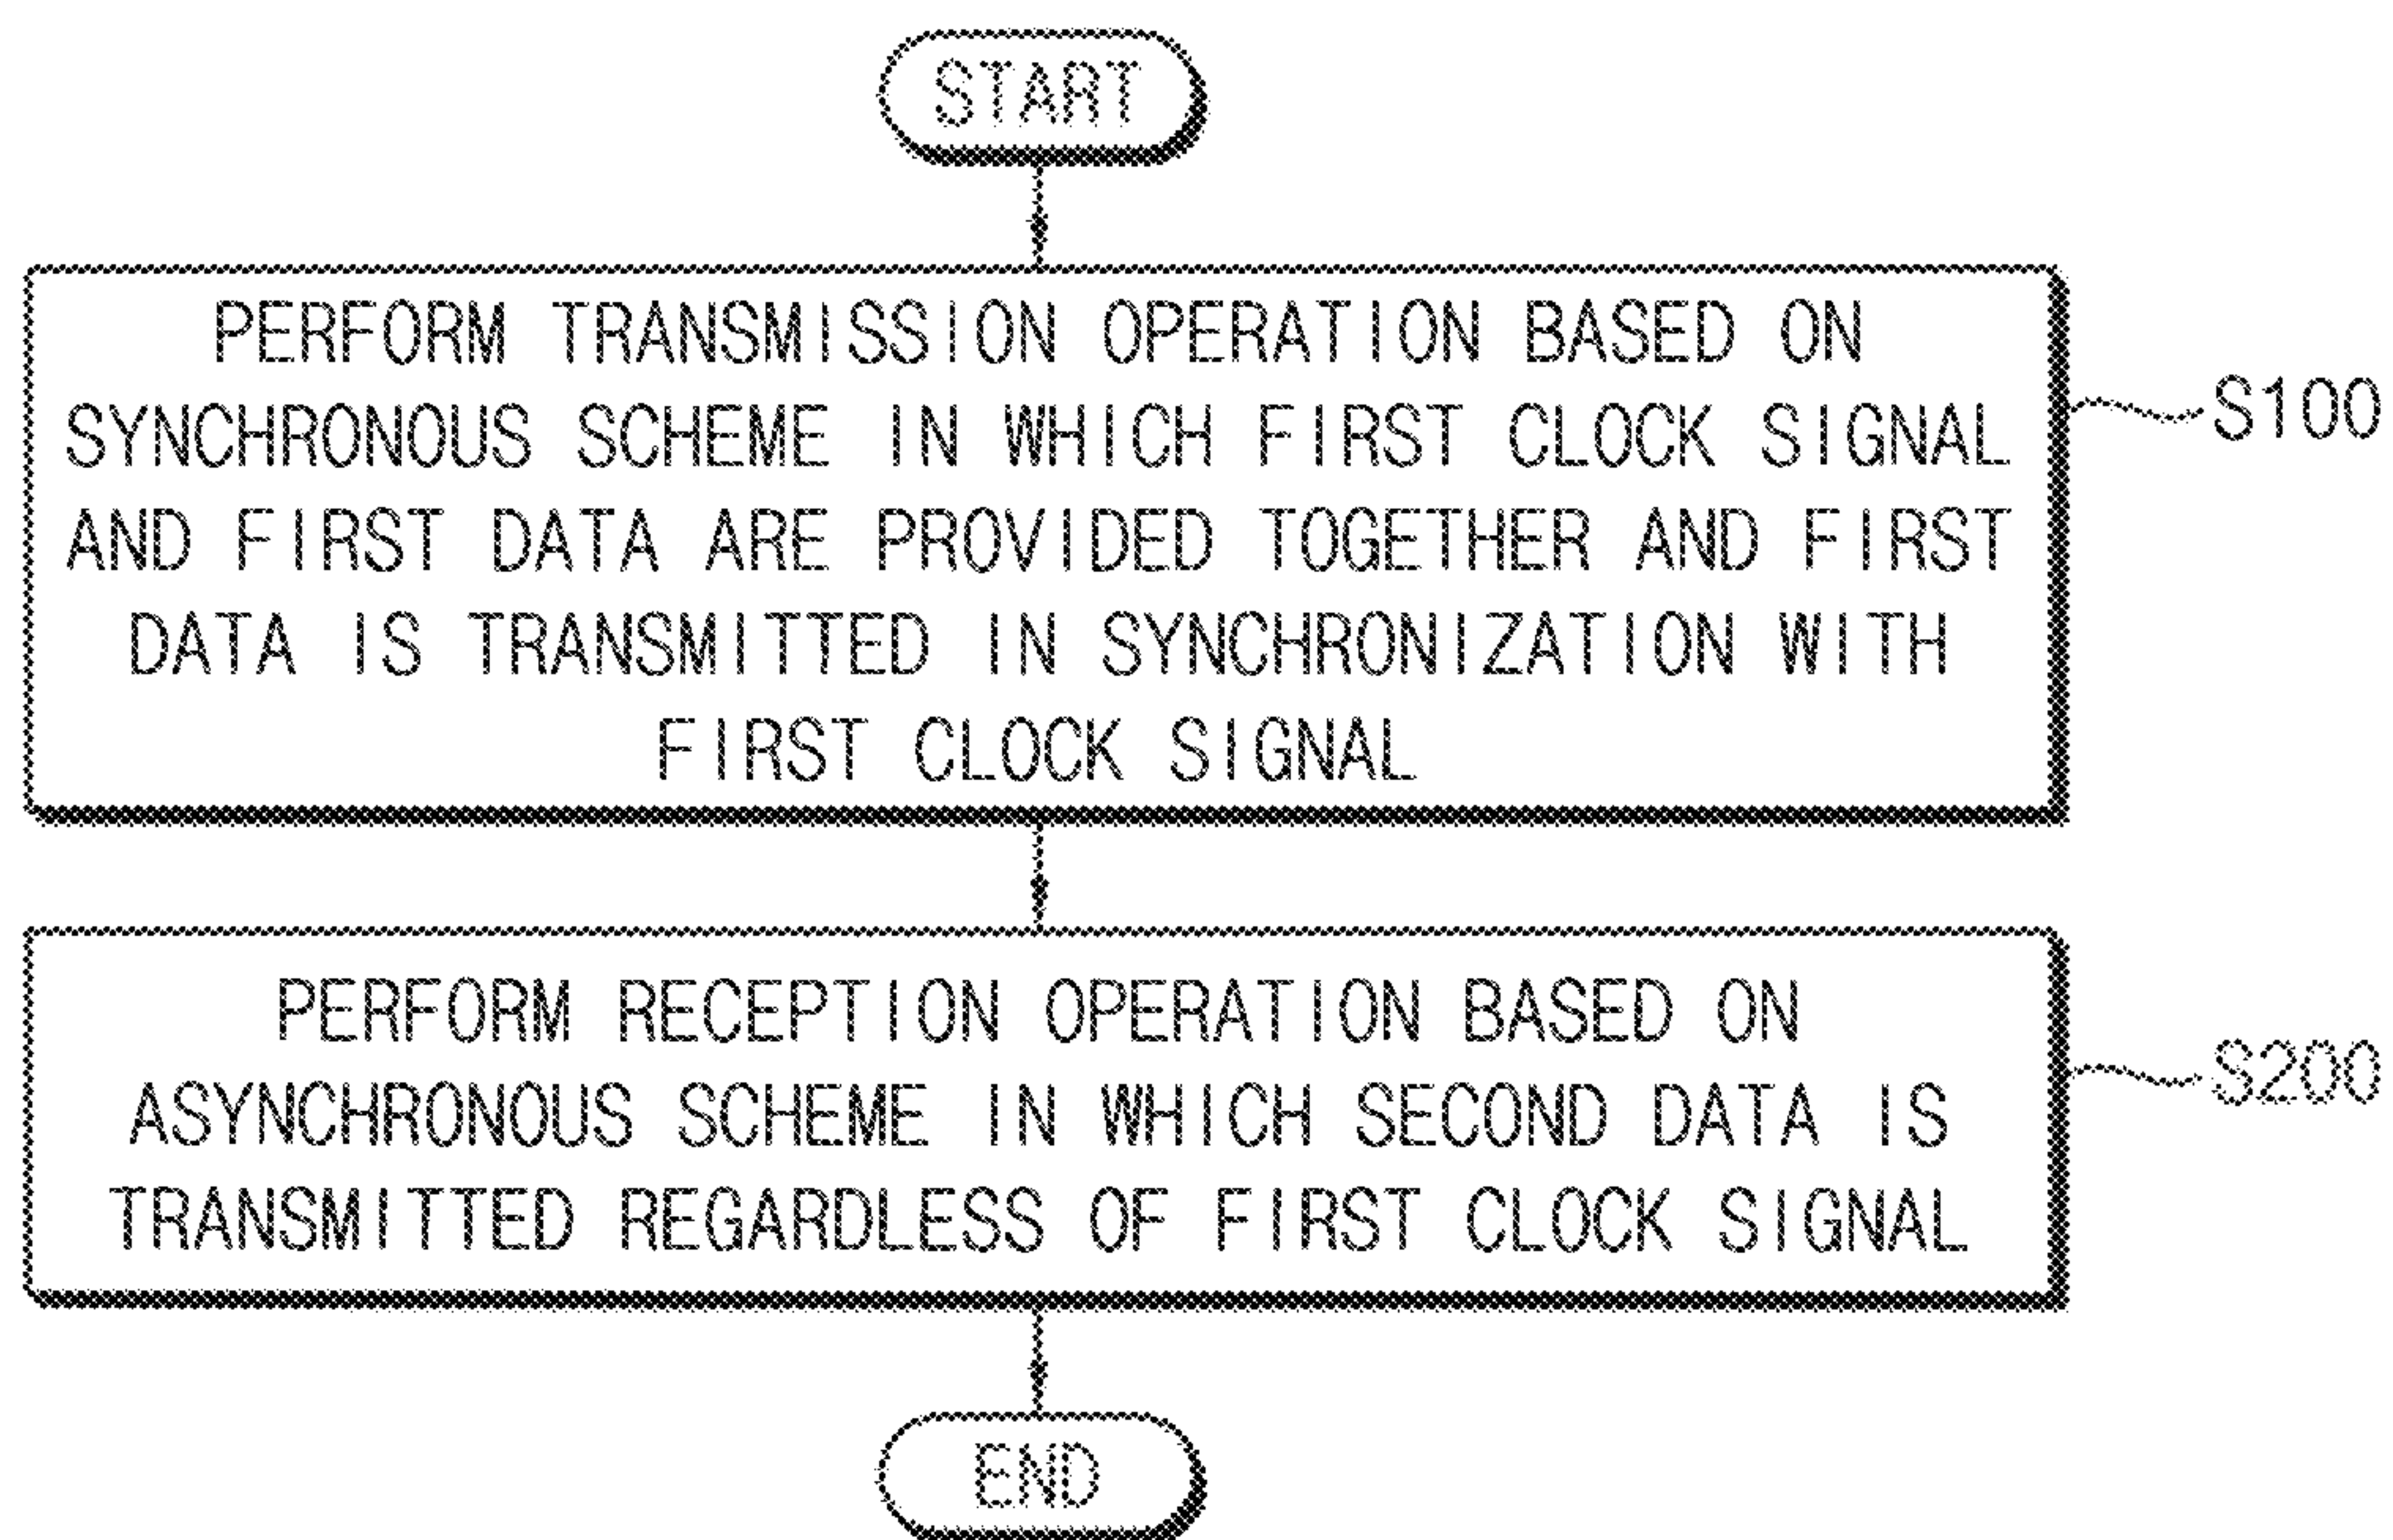 START
PERFORM TRANSMISSION OPERATION BASED ON
SYNCHRONOUS SCHEME IN WHICH FIRST CLOCK SIGNAL
AND FIRST DATA ARE PROVIDED TOGETHER AND FIRST
DATA IS TRANSMITTED IN SYNCHRONIZATION WITH
FIRST CLOCK SIGNAL
S100
PERFORM RECEPTION OPERATION BASED ON
ASYNCHRONOUS SCHEME IN WHICH SECOND DATA IS
TRANSMITTED REGARDLESS OF FIRST CLOCK SIGNAL
S200
END